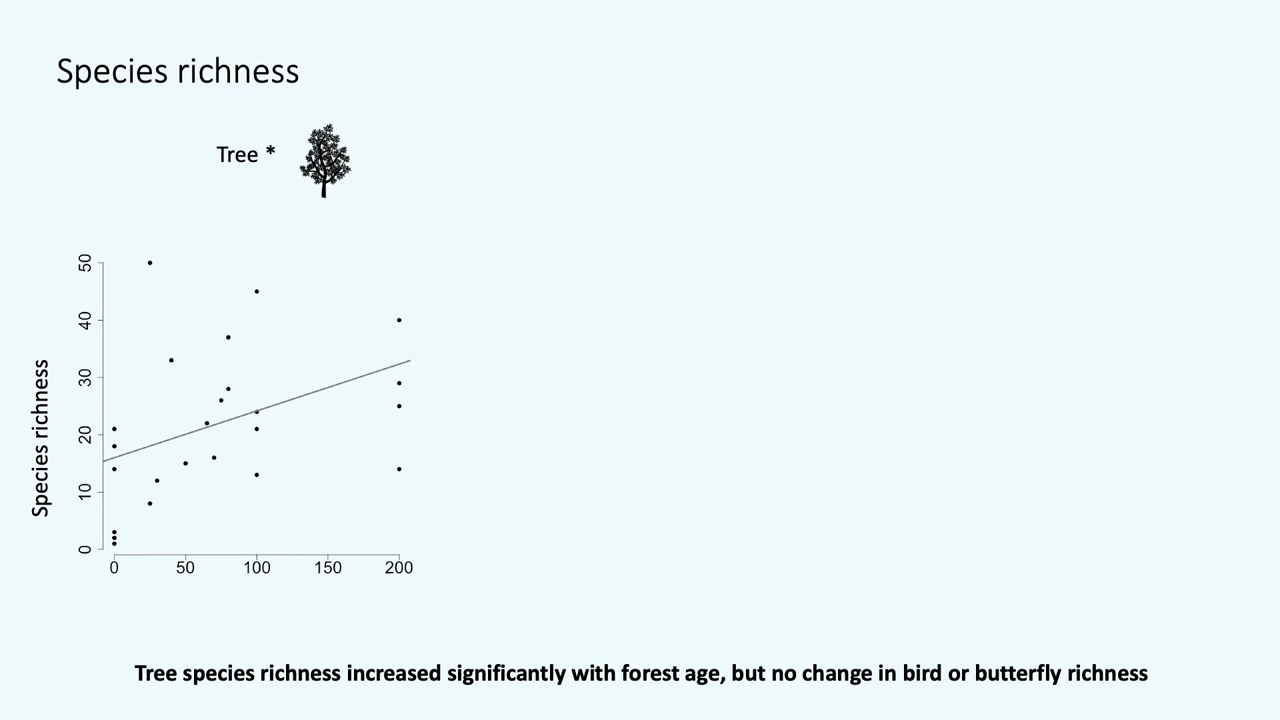 Species richness
Tree *
Species richness
50
40
30
20
10
0
0 50 100 150 200
Tree species richness increased significantly with forest age, but no change in bird or butterfly richness